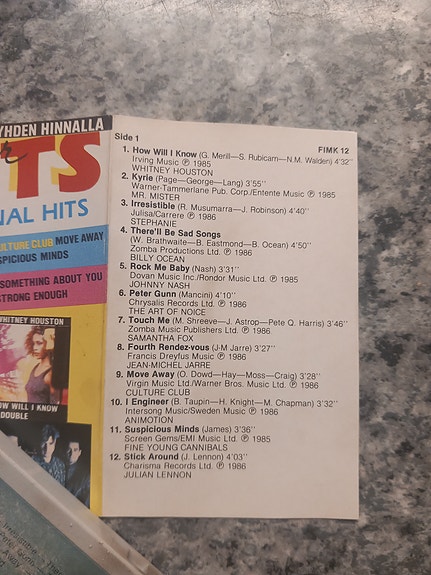 YHDEN HINNALLA
TS
NAL HITS
CULTURE CLUB MOVE AWAY
SPICIOUS MINDS
SOMETHING ABOUT YOU
STRONG ENOUGH
WHITNEY HOUSTON
OW WILL I KNOW
DOUBLE
Side 1
FIMK 12
1. How Will I Know (G. Merill—S. Rubicam—N.M. Walden) 4'32"
Irving Music ℗ 1985
WHITNEY HOUSTON
2. Kyrie (Page—George—Lang) 3'55"
Warner-Tammerlane Pub. Corp./Entente Music ℗ 1985
MR. MISTER
3. Irresistible (R. Musumarra—J. Robinson) 4'40"
Julisa/Carrere ℗ 1986
STEPHANIE
4. There'll Be Sad Songs
(W. Brathwaite—B. Eastmond—B. Ocean) 4'50"
Zomba Productions Ltd. ℗ 1986
BILLY OCEAN
5. Rock Me Baby (Nash) 3'31"
Dovan Music Inc./Rondor Music Ltd. ℗ 1985
JOHNNY NASH
6. Peter Gunn (Mancini) 4'10"
Chrysalis Records Ltd. ℗ 1986
THE ART OF NOICE
7. Touch Me (M. Shreeve—J. Astrop—Pete Q. Harris) 3'46"
Zomba Music Publishers Ltd. ℗ 1986
SAMANTHA FOX
8. Fourth Rendez-vous (J-M Jarre) 3'27"
Francis Dreyfus Music ℗ 1986
JEAN-MICHEL JARRE
9. Move Away (O. Dowd—Hay—Moss—Craig) 3'28"
Virgin Music Ltd./Warner Bros. Music Ltd. ℗ 1986
CULTURE CLUB
10. I Engineer (B. Taupin—H. Knight—M. Chapman) 3'32"
Intersong Music/Sweden Music ℗ 1986
ANIMOTION
11. Suspicious Minds (James) 3'36"
Screen Gems/EMI Music Ltd. ℗ 1985
FINE YOUNG CANNIBALS
12. Stick Around (J. Lennon) 4'03"
Charisma Records Ltd. ℗ 1986
JULIAN LENNON